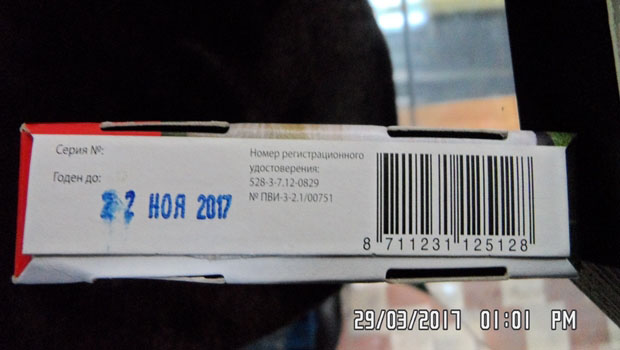 Серия №:
Годен до:
22 НОЯ 2017
Номер регистрационного
удостоверения:
528-3-7.12-0829
№ ПВИ-3-2.1/00751
8 711231 125128
29/03/2017 01:01 PM